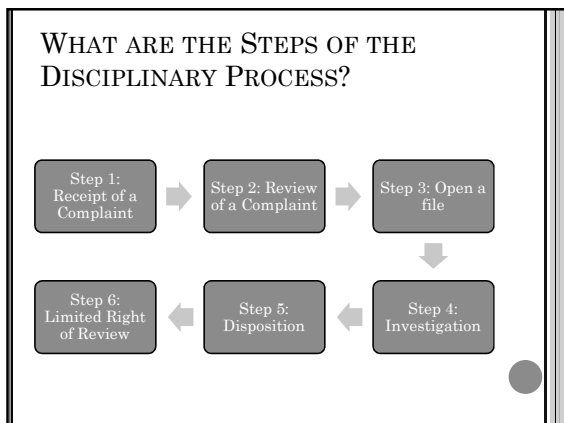 WHAT ARE THE STEPS OF THE
DISCIPLINARY PROCESS?
Step 1:
Receipt of a
Complaint
Step 2: Review
of a Complaint
Step 3: Open a
file
Step 4:
Investigation
Step 5:
Disposition
Step 6:
Limited Right
of Review